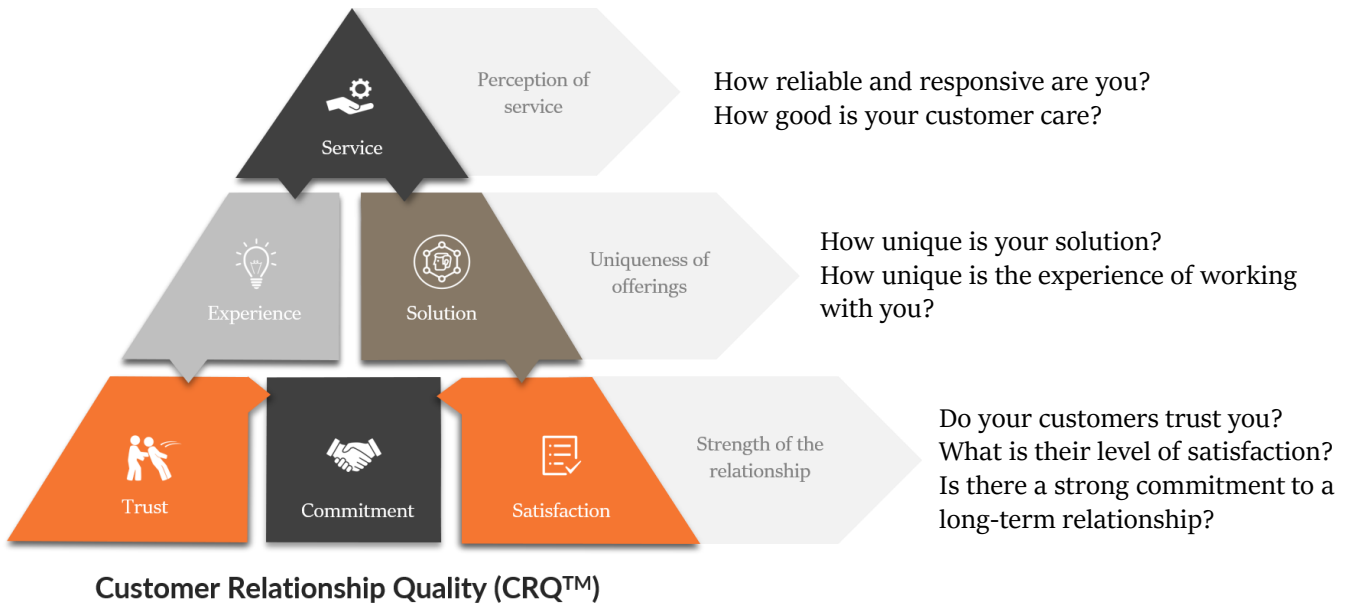 Service
Perception of
service
How reliable and responsive are you?
How good is your customer care?
Experience
Solution
Uniqueness of
offerings
How unique is your solution?
How unique is the experience of working
with you?
Trust
Commitment
Satisfaction
Strength of the
relationship
Do your customers trust you?
What is their level of satisfaction?
Is there a strong commitment to a
long-term relationship?
Customer Relationship Quality (CRQ™)